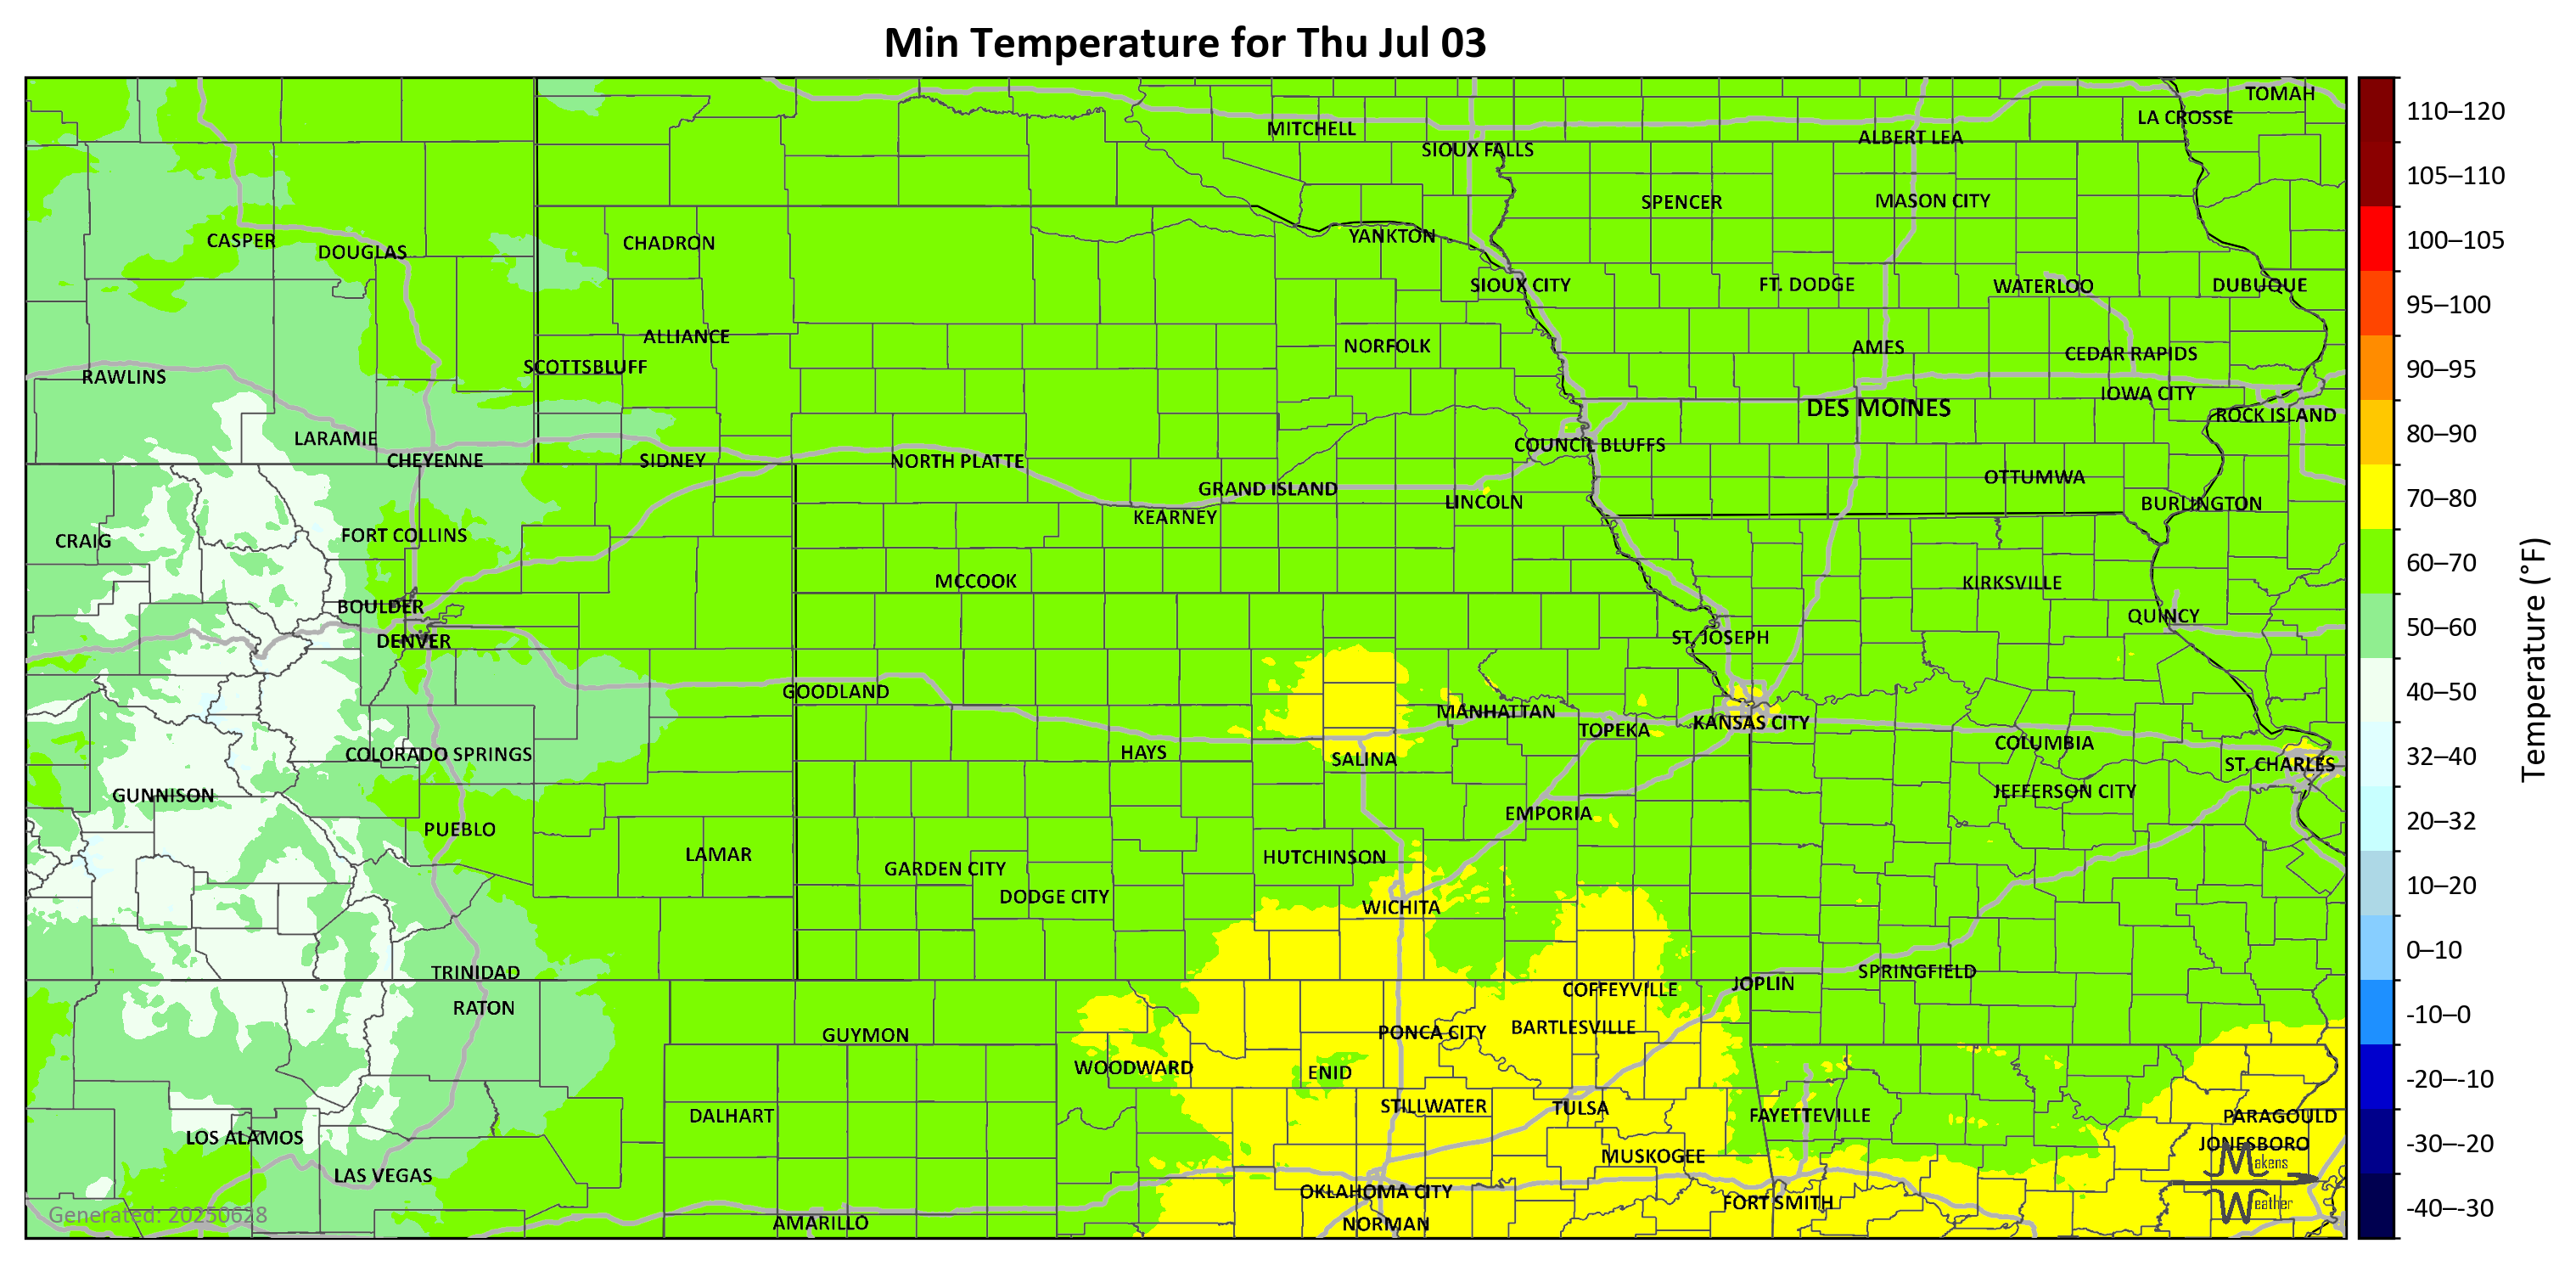 Min Temperature for Thu Jul 03
TOMAH
LA CROSSE
MITCHELL
ALBERT LEA
SIOUX FALLS
SPENCER
MASON CITY
CASPER
DOUGLAS
CHADRON
YANKTON
SIOUX CITY
FT. DODGE
WATERLOO
DUBUQUE
ALLIANCE
NORFOLK
AMES
CEDAR RAPIDS
SCOTTSBLUFF
RAWLINS
IOWA CITY
DES MOINES
ROCK ISLAND
LARAMIE
COUNCIL BLUFFS
CHEYENNE
SIDNEY
NORTH PLATTE
OTTUMWA
GRAND ISLAND
LINCOLN
BURLINGTON
KEARNEY
FORT COLLINS
CRAIG
MCCOOK
KIRKSVILLE
BOULDER
QUINCY
DENVER
ST. JOSEPH
GOODLAND
MANHATTAN
TOPEKA
KANSAS CITY
COLUMBIA
COLORADO SPRINGS
HAYS
SALINA
ST. CHARLES
JEFFERSON CITY
GUNNISON
EMPORIA
PUEBLO
LAMAR
HUTCHINSON
GARDEN CITY
DODGE CITY
WICHITA
TRINIDAD
SPRINGFIELD
JOPLIN
COFFEYVILLE
RATON
GUYMON
PONCA CITY
BARTLESVILLE
WOODWARD
ENID
STILLWATER
TULSA
DALHART
FAYETTEVILLE
PARAGOULD
LOS ALAMOS
JONESBORO
MUSKOGEE
LAS VEGAS
OKLAHOMA CITY
FORT SMITH
AMARILLO
NORMAN
Generated: 20250628
Makens
Weather
110–120
105–110
100–105
95–100
90–95
80–90
70–80
60–70
50–60
40–50
32–40
20–32
10–20
0–10
-10–0
-20–-10
-30–-20
-40–-30
Temperature (°F)